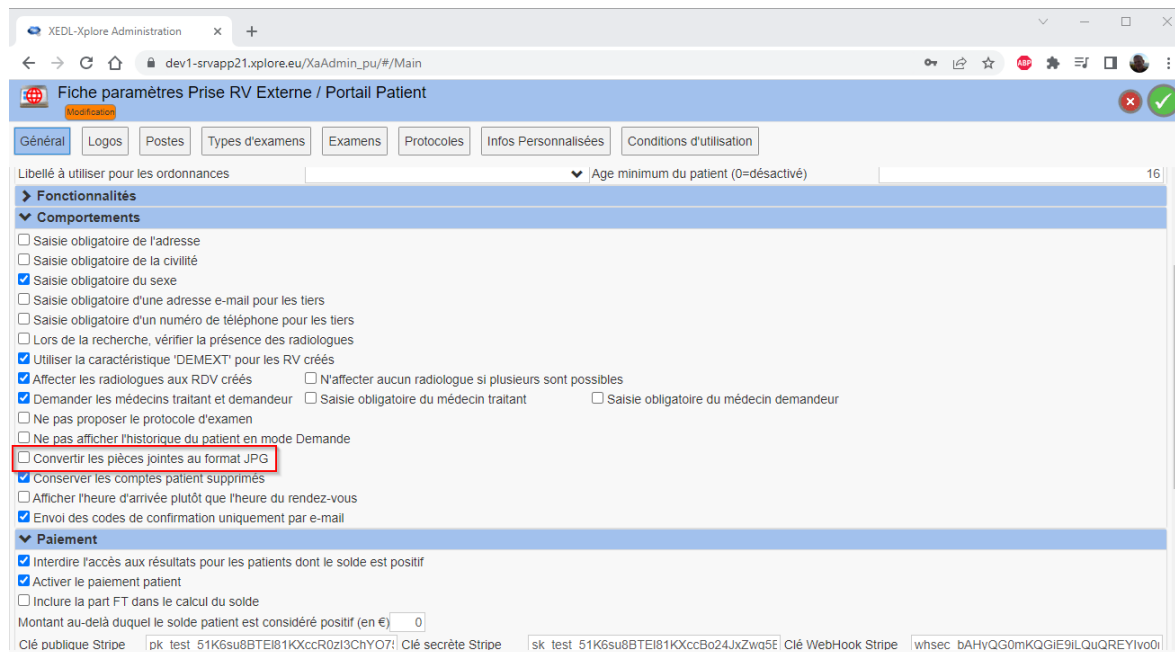 XEDL-Xplore Administration
dev1-srvapp21.xplore.eu/XaAdmin_pu/#/Main
ABP
Fiche paramètres Prise RV Externe / Portail Patient
Modification
Général Logos Postes Types d'examens Examens Protocoles Infos Personnalisées Conditions d'utilisation
Libellé à utiliser pour les ordonnances Age minimum du patient (0=désactivé) 16
Fonctionnalités
Comportements
Saisie obligatoire de l'adresse
Saisie obligatoire de la civilité
Saisie obligatoire du sexe
Saisie obligatoire d'une adresse e-mail pour les tiers
Saisie obligatoire d'un numéro de téléphone pour les tiers
Lors de la recherche, vérifier la présence des radiologues
Utiliser la caractéristique 'DEMEXT' pour les RV créés
Affecter les radiologues aux RDV créés N'affecter aucun radiologue si plusieurs sont possibles
Demander les médecins traitant et demandeur Saisie obligatoire du médecin traitant Saisie obligatoire du médecin demandeur
Ne pas proposer le protocole d'examen
Ne pas afficher l'historique du patient en mode Demande
Convertir les pièces jointes au format JPG
Conserver les comptes patient supprimés
Afficher l'heure d'arrivée plutôt que l'heure du rendez-vous
Envoi des codes de confirmation uniquement par e-mail
Paiement
Interdire l'accès aux résultats pour les patients dont le solde est positif
Activer le paiement patient
Inclure la part FT dans le calcul du solde
Montant au-delà duquel le solde patient est considéré positif (en €) 0
Clé publique Stripe Clé secrète Stripe Clé WebHook Stripe